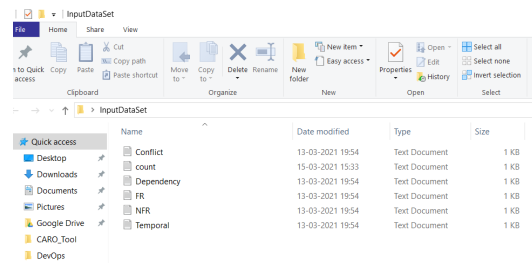 InputDataSet
File Home Share View
Cut
Copy path
Paste shortcut
n to Quick access
Copy
Paste
Move to
Copy to
Delete
Rename
New folder
New item
Easy access
Properties
Open
Edit
History
Select all
Select none
Invert selection
Clipboard Organize New Open Select
InputDataSet
Name Date modified Type Size
Quick access
Desktop
Downloads
Documents
Pictures
Google Drive
CARO_Tool
DevOps
Conflict 13-03-2021 19:54 Text Document 1 KB
count 15-03-2021 15:33 Text Document 1 KB
Dependency 13-03-2021 19:54 Text Document 1 KB
FR 13-03-2021 19:54 Text Document 1 KB
NFR 13-03-2021 19:54 Text Document 1 KB
Temporal 13-03-2021 19:54 Text Document 1 KB